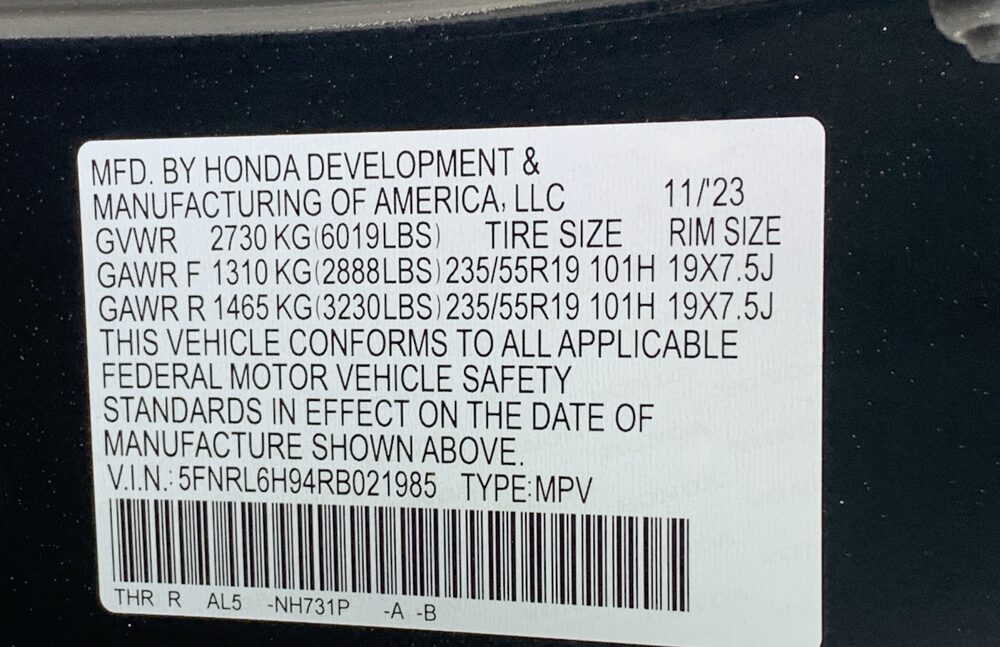 MFD. BY HONDA DEVELOPMENT &
MANUFACTURING OF AMERICA, LLC 11/'23
GVWR 2730 KG(6019LBS) TIRE SIZE RIM SIZE
GAWR F 1310 KG(2888LBS) 235/55R19 101H 19X7.5J
GAWR R 1465 KG(3230LBS) 235/55R19 101H 19X7.5J
THIS VEHICLE CONFORMS TO ALL APPLICABLE
FEDERAL MOTOR VEHICLE SAFETY
STANDARDS IN EFFECT ON THE DATE OF
MANUFACTURE SHOWN ABOVE.
V.I.N.: 5FNRL6H94RB021985 TYPE:MPV
THR R AL5 -NH731P -A -B